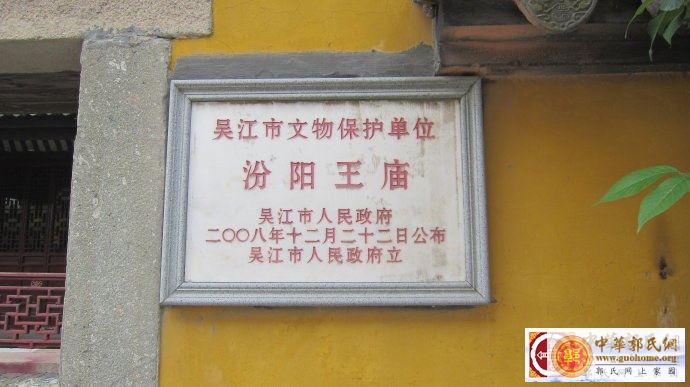 吴江市文物保护单位
汾阳王庙
吴江市人民政府
二〇〇八年十二月二十二日公布
吴江市人民政府立
中華郭氏網
www.guohome.org
郭氏网上家园